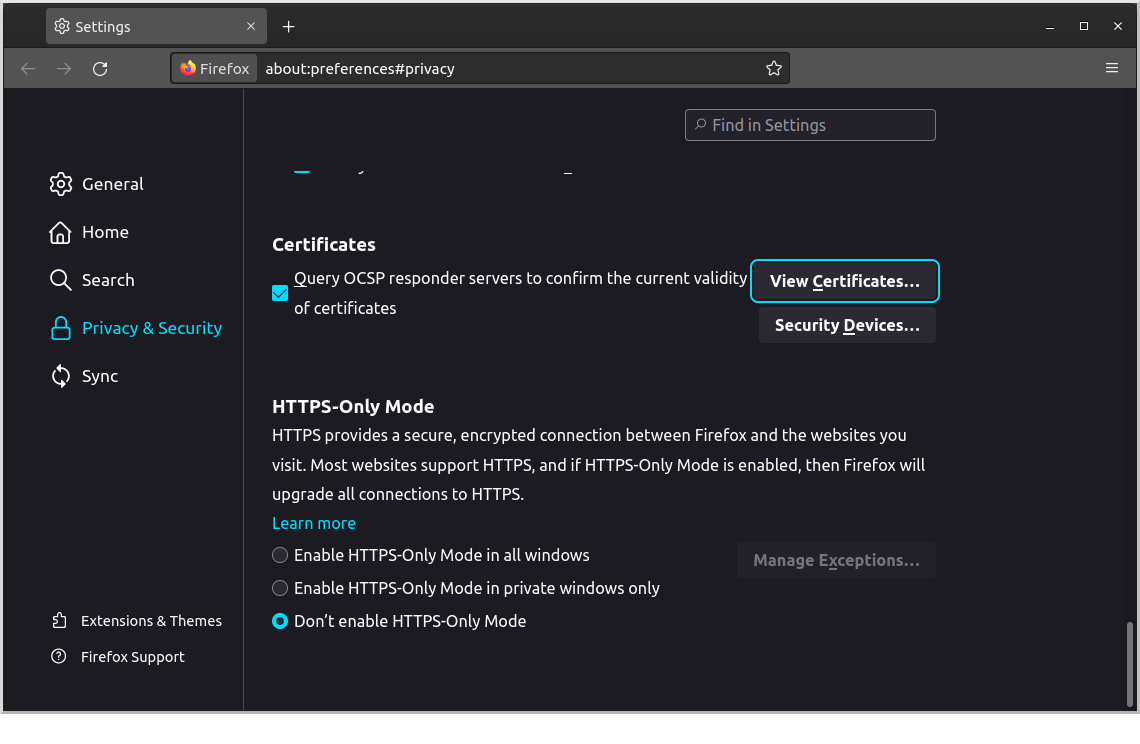 Settings
Firefox
about:preferences#privacy
Find in Settings
General
Home
Search
Privacy & Security
Sync
Extensions & Themes
Firefox Support
Certificates
Query OCSP responder servers to confirm the current validity
of certificates
View Certificates...
Security Devices...
HTTPS-Only Mode
HTTPS provides a secure, encrypted connection between Firefox and the websites you
visit. Most websites support HTTPS, and if HTTPS-Only Mode is enabled, then Firefox will
upgrade all connections to HTTPS.
Learn more
Enable HTTPS-Only Mode in all windows
Manage Exceptions...
Enable HTTPS-Only Mode in private windows only
Don’t enable HTTPS-Only Mode